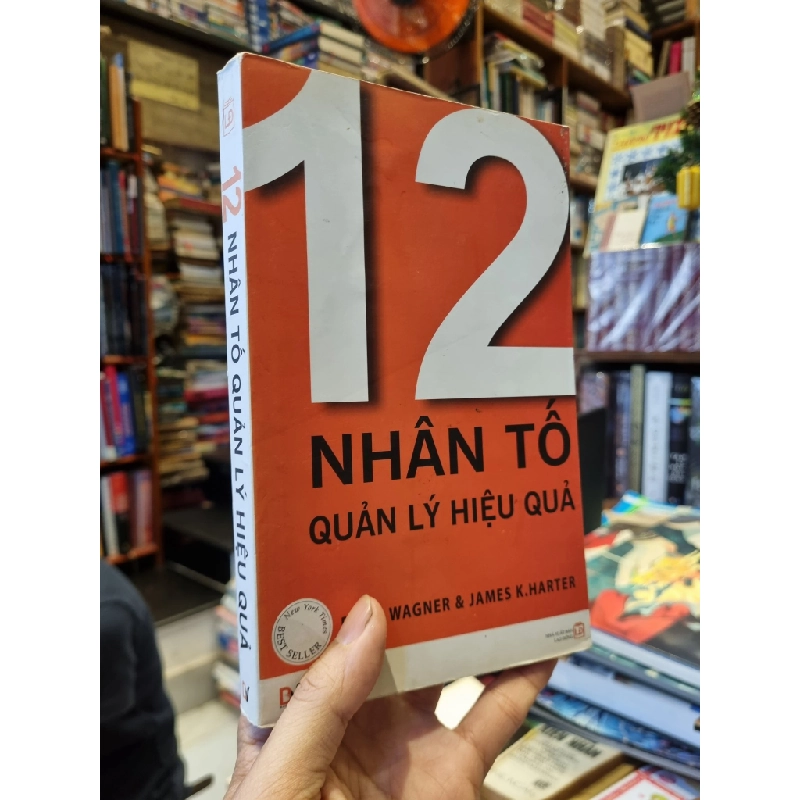 12 NHÂN TỐ QUẢN LÝ HIỆU QUẢ
12
NHÂN TỐ
QUẢN LÝ HIỆU QUẢ
WAGNER & JAMES K.HARTER
New York Times
BEST SELLER